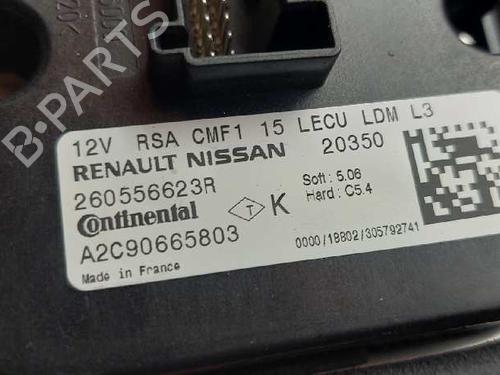 12V RSA CMF1 15 LECU LDM L3
RENAULT NISSAN 20350
260556623R Soft : 5.06
Hard : C5.4
Continental T K
A2C90665803 0000/18802/305792741
Made in France